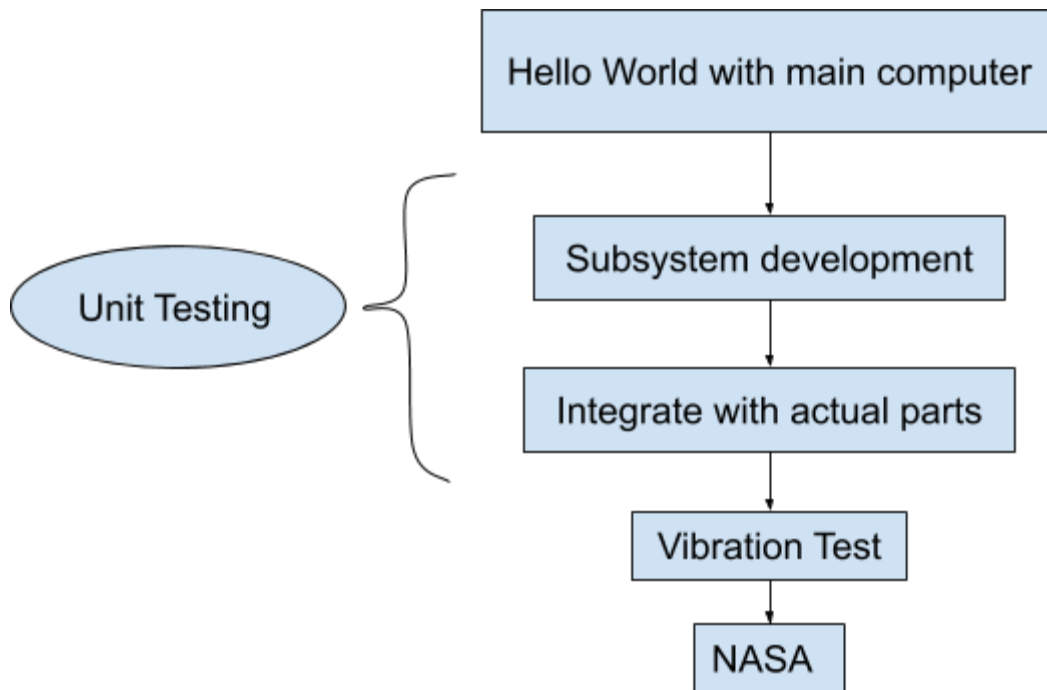 Hello World with main computer
Subsystem development
Unit Testing
Integrate with actual parts
Vibration Test
NASA